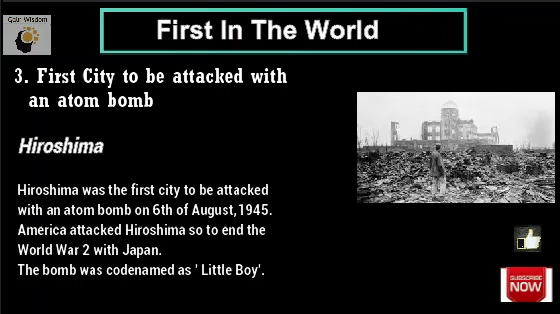 Gain Wisdom
First In The World
3. First City to be attacked with
an atom bomb
Hiroshima
Hiroshima was the first city to be attacked
with an atom bomb on 6th of August,1945.
America attacked Hiroshima so to end the
World War 2 with Japan.
The bomb was codenamed as ' Little Boy'.
SUBSCRIBE
NOW